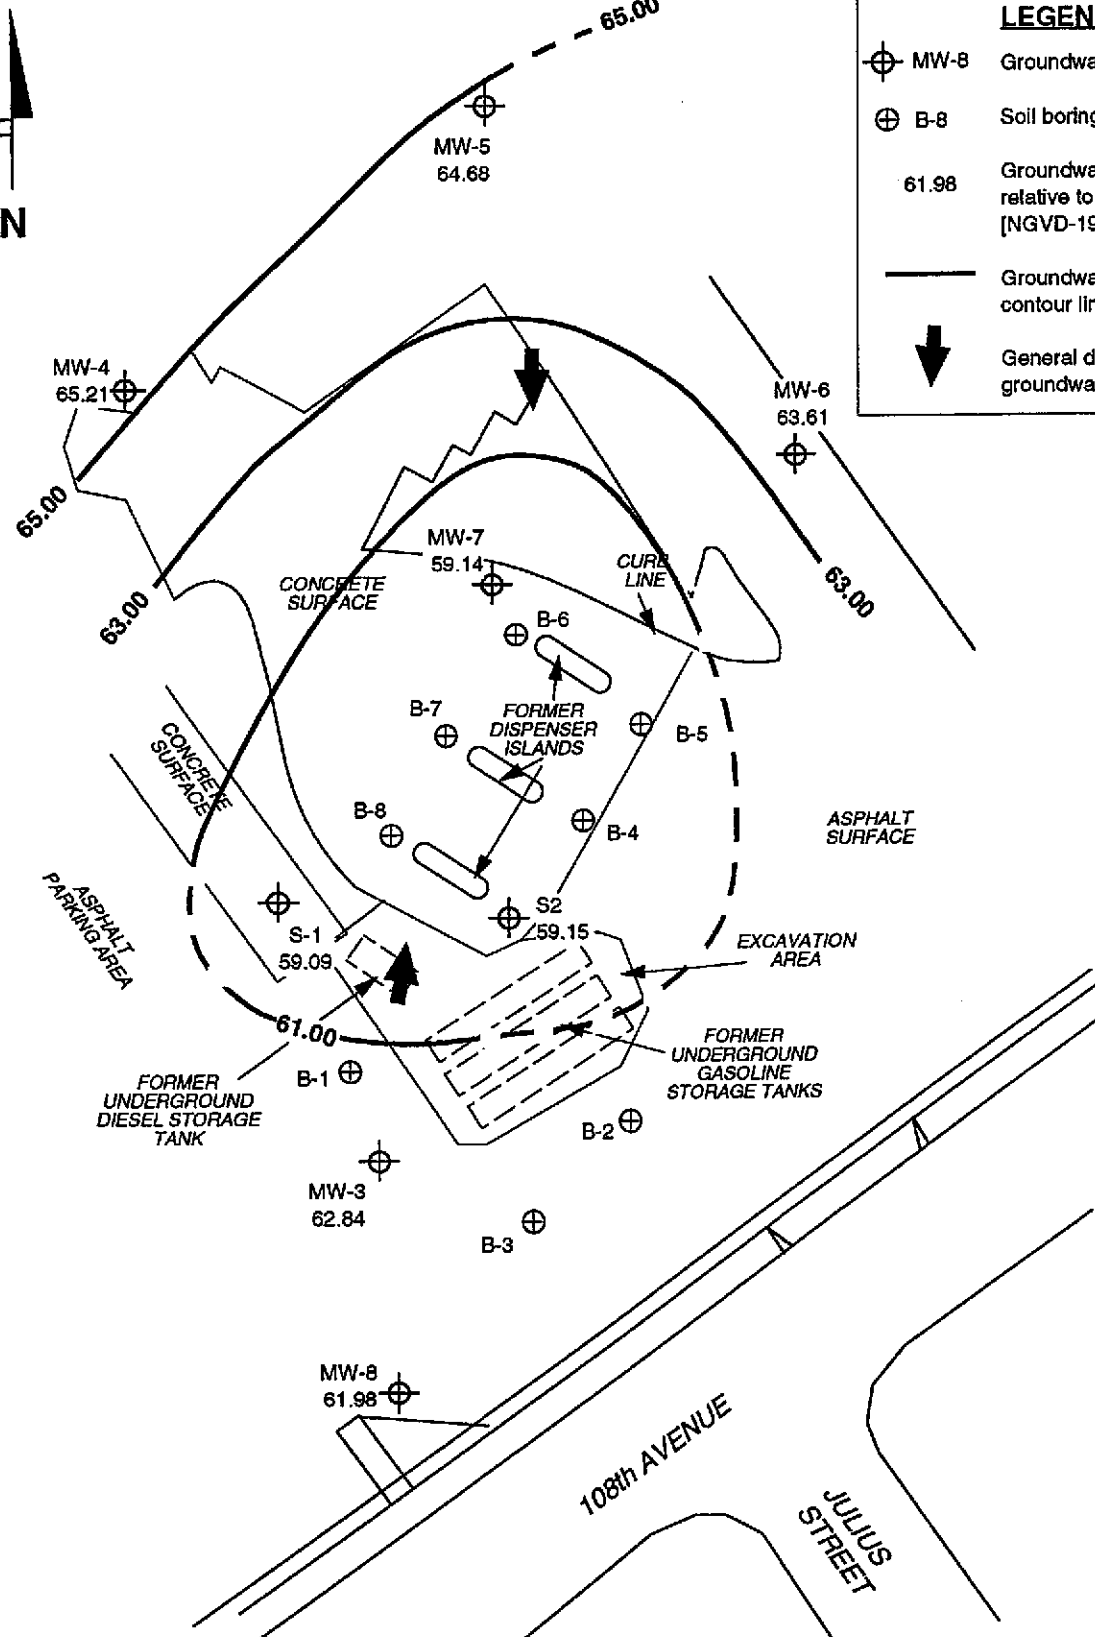 65.00
LEGEN
MW-8 Groundwa
B-8 Soil boring
61.98 Groundwa
relative to
[NGVD-19
Groundwa
contour lin
General d
groundwa
N
MW-5
64.68
MW-4
65.21
MW-6
63.61
65.00
63.00
63.00
MW-7
59.14
CONCRETE
SURFACE
CURB
LINE
B-6
B-7
FORMER
DISPENSER
ISLANDS
B-5
CONCRETE
SURFACE
B-8
B-4
ASPHALT
SURFACE
ASPHALT
PARKING AREA
S-1
59.09
S2
59.15
EXCAVATION
AREA
61.00
FORMER
UNDERGROUND
GASOLINE
STORAGE TANKS
B-1
FORMER
UNDERGROUND
DIESEL STORAGE
TANK
B-2
MW-3
62.84
B-3
MW-8
61.98
108th AVENUE
JULIUS
STREET